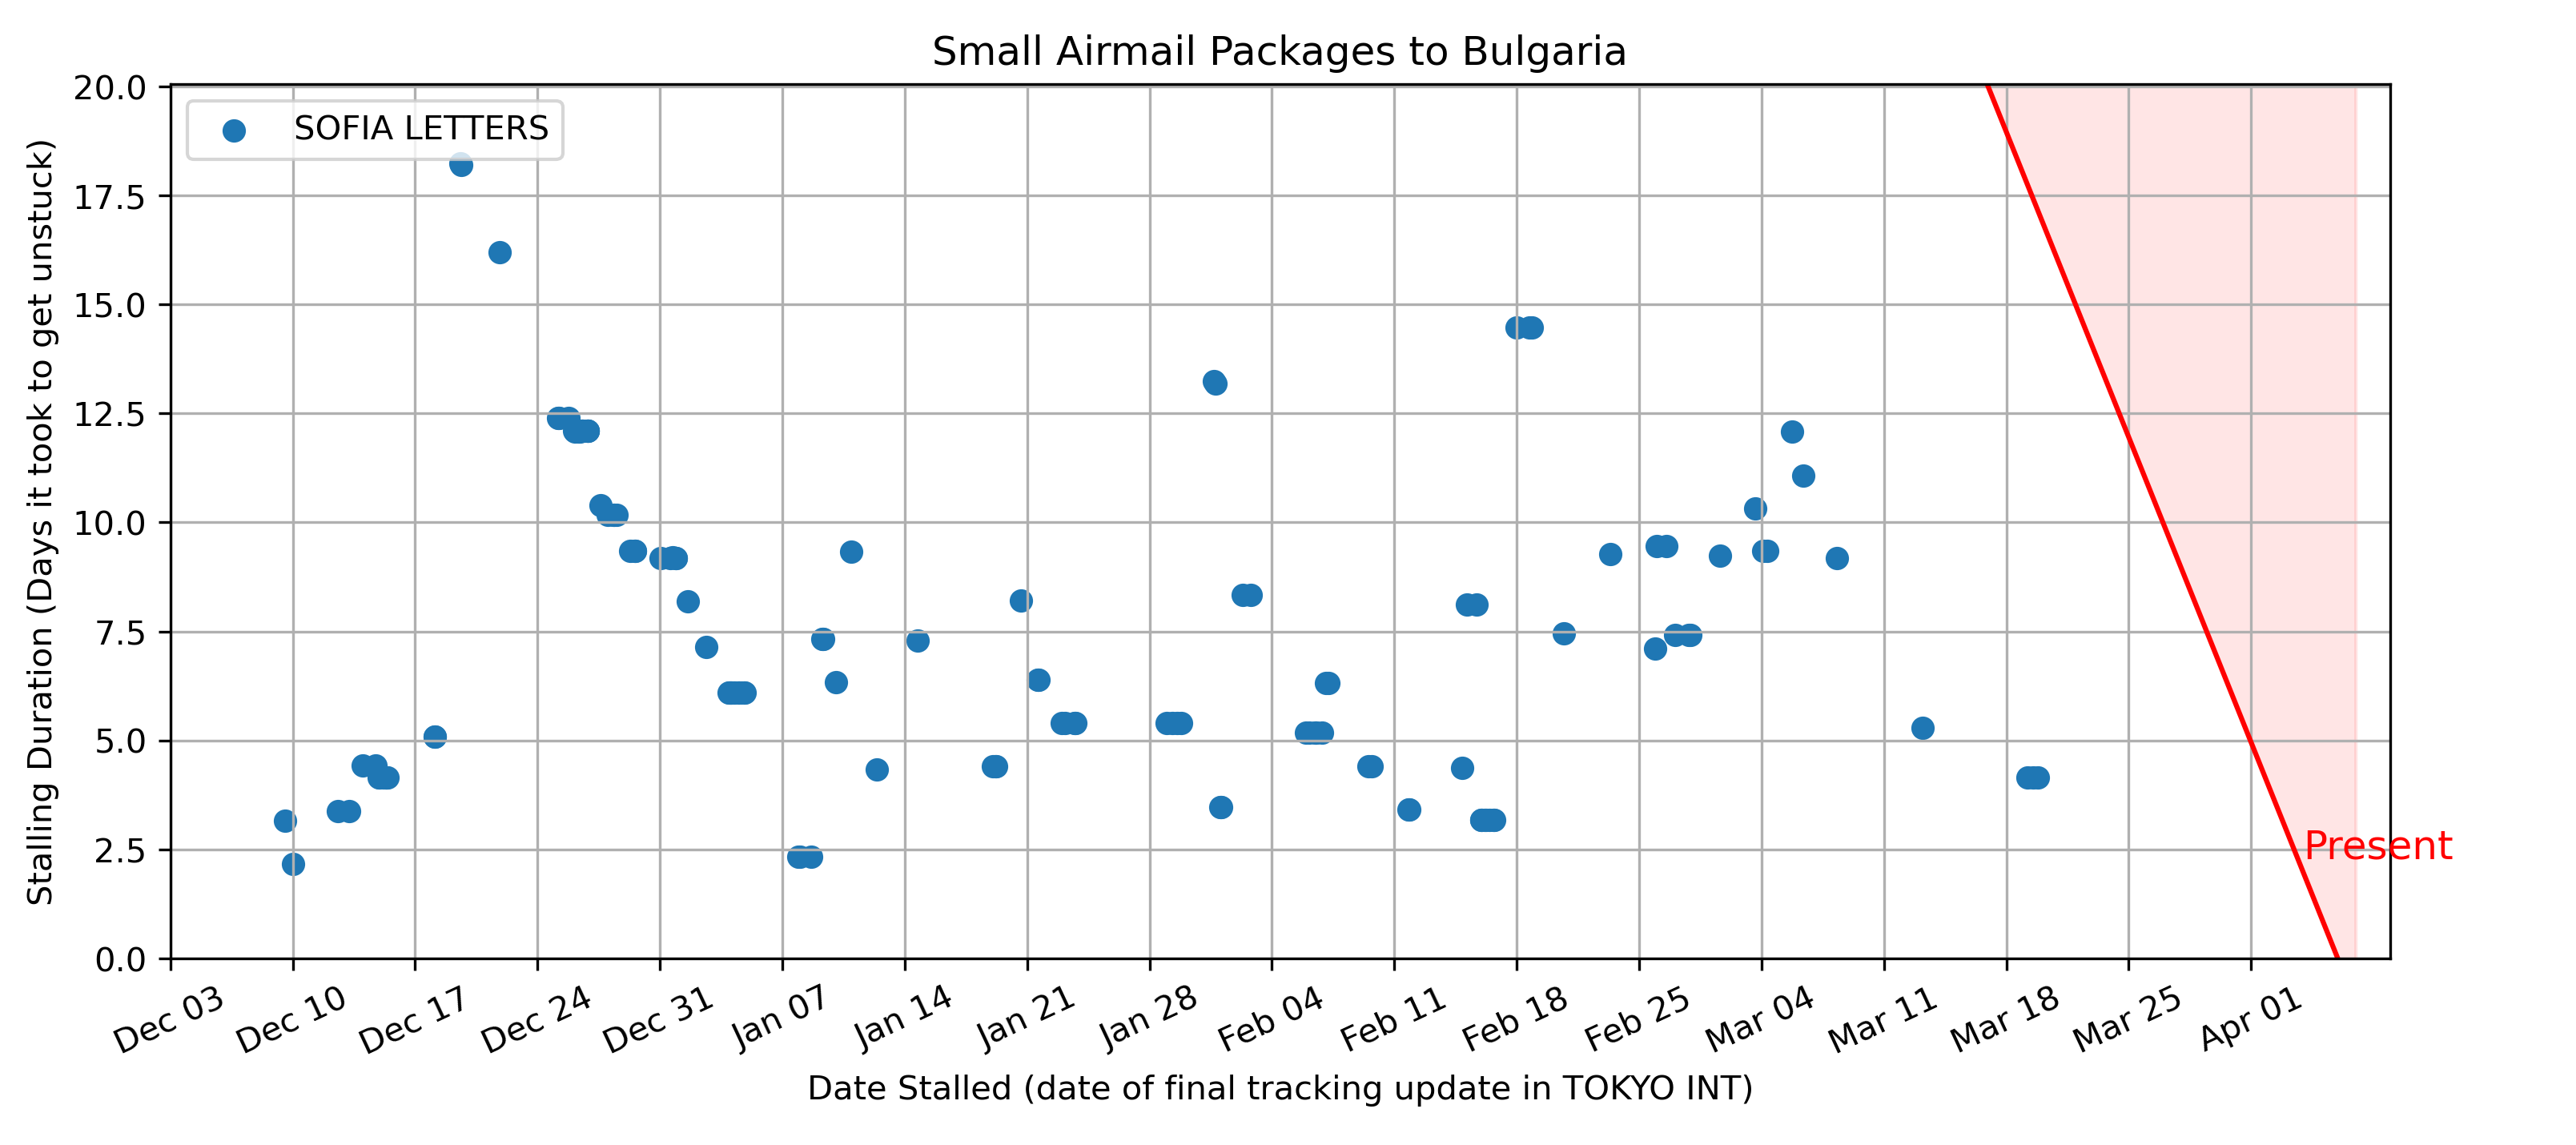 Small Airmail Packages to Bulgaria
SOFIA LETTERS
Stalling Duration (Days it took to get unstuck)
20.0
17.5
15.0
12.5
10.0
7.5
5.0
2.5
0.0
Present
Dec 03
Dec 10
Dec 17
Dec 24
Dec 31
Jan 07
Jan 14
Jan 21
Jan 28
Feb 04
Feb 11
Feb 18
Feb 25
Mar 04
Mar 11
Mar 18
Mar 25
Apr 01
Date Stalled (date of final tracking update in TOKYO INT)